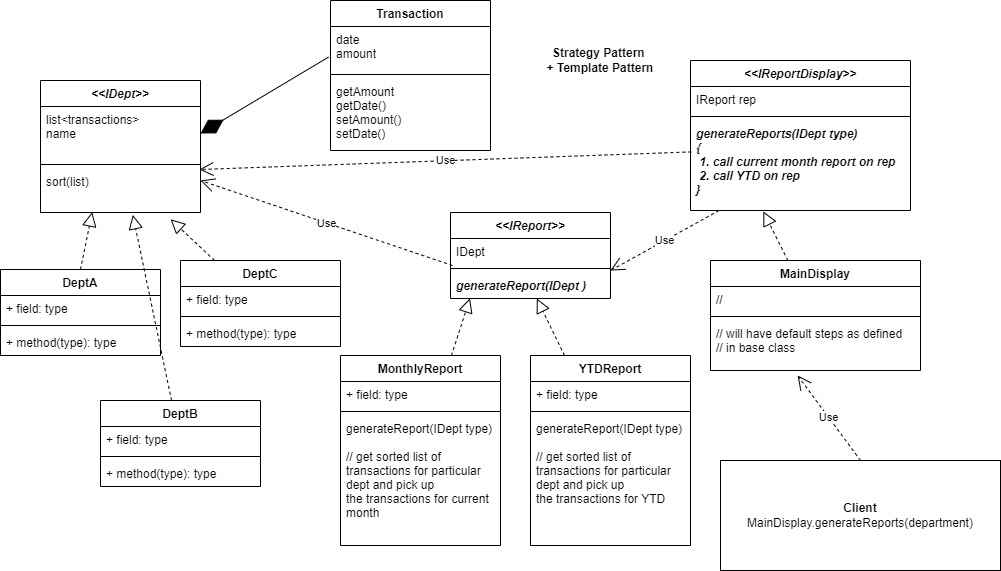 Transaction
date
amount
getAmount
getDate()
setAmount()
setDate()
Strategy Pattern
+ Template Pattern
<<IReportDisplay>>
IReport rep
generateReports(IDept type)
{
1. call current month report on rep
2. call YTD on rep
}
<<IDept>>
list<transactions>
name
sort(list)
Use
Use
Use
<<IReport>>
IDept
generateReport(IDept )
DeptA
+ field: type
+ method(type): type
DeptC
+ field: type
+ method(type): type
DeptB
+ field: type
+ method(type): type
MainDisplay
//
// will have default steps as defined
// in base class
MonthlyReport
+ field: type
generateReport(IDept type)
// get sorted list of
transactions for particular
dept and pick up
the transactions for current
month
YTDReport
+ field: type
generateReport(IDept type)
// get sorted list of
transactions for particular
dept and pick up
the transactions for YTD
Use
Client
MainDisplay.generateReports(department)